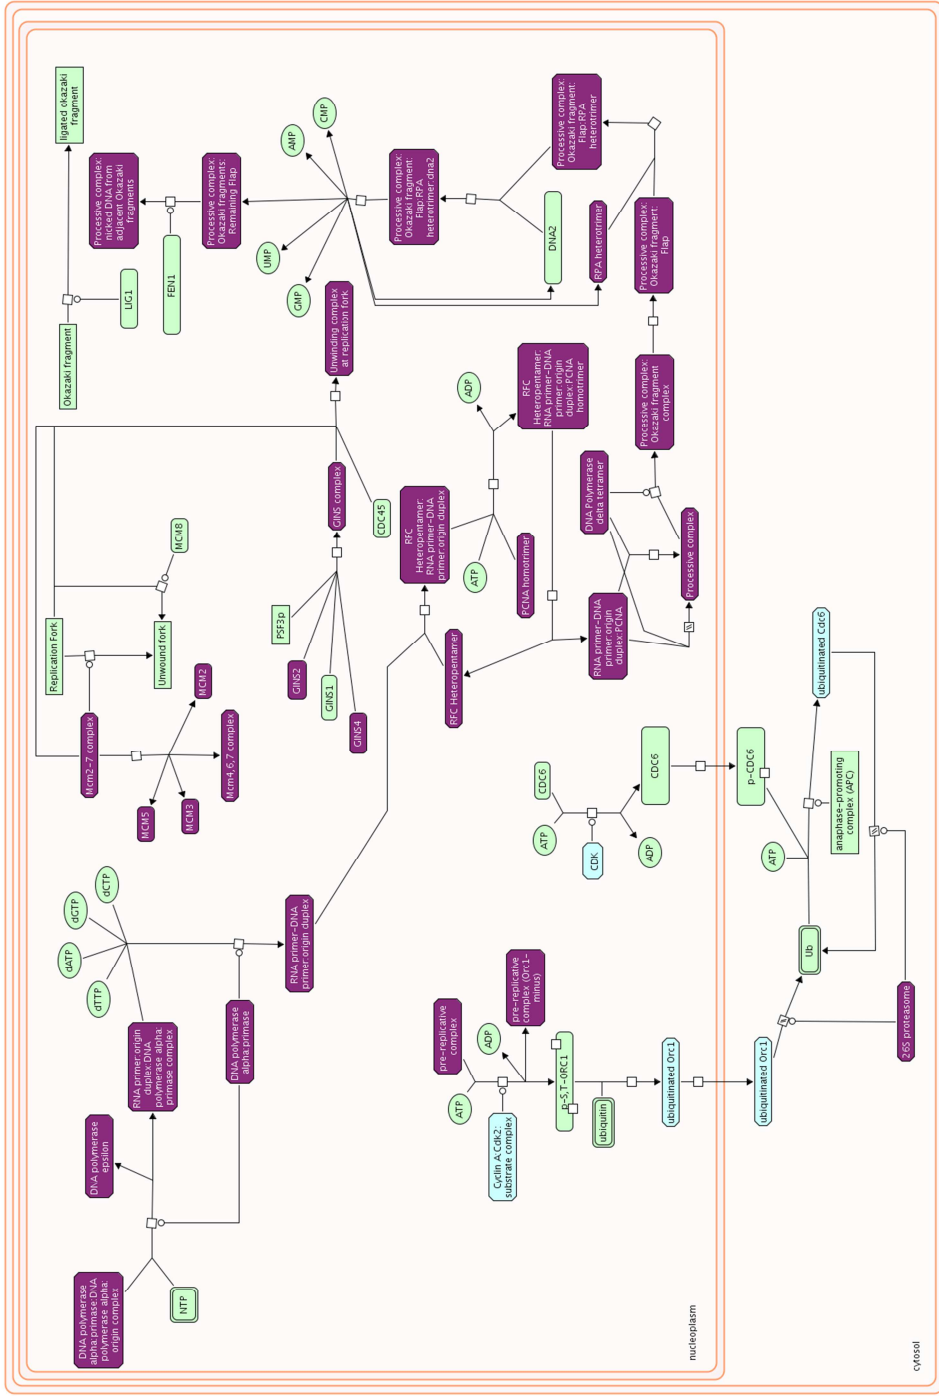 DNA polymerase
alpha:primase:DNA
polymerase alpha:
origin complex
NTP
DNA polymerase
epsilon
RNA primer:origin
duplex:DNA
polymerase alpha:
primase complex
DNA polymerase
alpha:primase
dTTP
dATP
dGTP
dCTP
RNA primer-DNA
primer:origin duplex
MCM5
MCM3
Mcm2-7 complex
Mcm4,6,7 complex
MCM2
Replication Fork
Unwound fork
MCM8
Okazaki fragment
LIG1
ligated okazaki
fragment
FEN1
Processive complex:
nicked DNA from
adjacent Okazaki
fragments
Processive complex:
Okazaki fragments:
Remaining Flap
GMP
UMP
AMP
CMP
GINS4
GINS1
GINS2
PSF3p
GINS complex
CDC45
Unwinding complex
at replication fork
Processive complex:
Okazaki fragment:
Flap:RPA
heterotrimer:dna2
DNA2
RPA heterotrimer
Processive complex:
Okazaki fragment:
Flap:RPA
heterotrimer
Processive complex:
Okazaki fragment:
Flap
RFC Heteropentamer
RFC
Heteropentamer:
RNA primer-DNA
primer:origin duplex
ATP
PCNA homotrimer
ADP
RFC
Heteropentamer:
RNA primer-DNA
primer:origin
duplex:PCNA
homotrimer
RNA primer-DNA
primer:origin
duplex:PCNA
DNA Polymerase
delta tetramer
Processive complex
Processive complex:
Okazaki fragment
complex
pre-replicative
complex
ATP
Cyclin A:Cdk2:
substrate complex
ADP
pre-replicative
complex (Orc1-
minus)
p-S,T-ORC1
ubiquitin
ubiquitinated Orc1
ATP
CDC6
CDK
ADP
CDC6
nucleoplasm
ubiquitinated Orc1
p-CDC6
ATP
Ub
anaphase-promoting
complex (APC)
ubiquitinated Cdc6
26S proteasome
cytosol